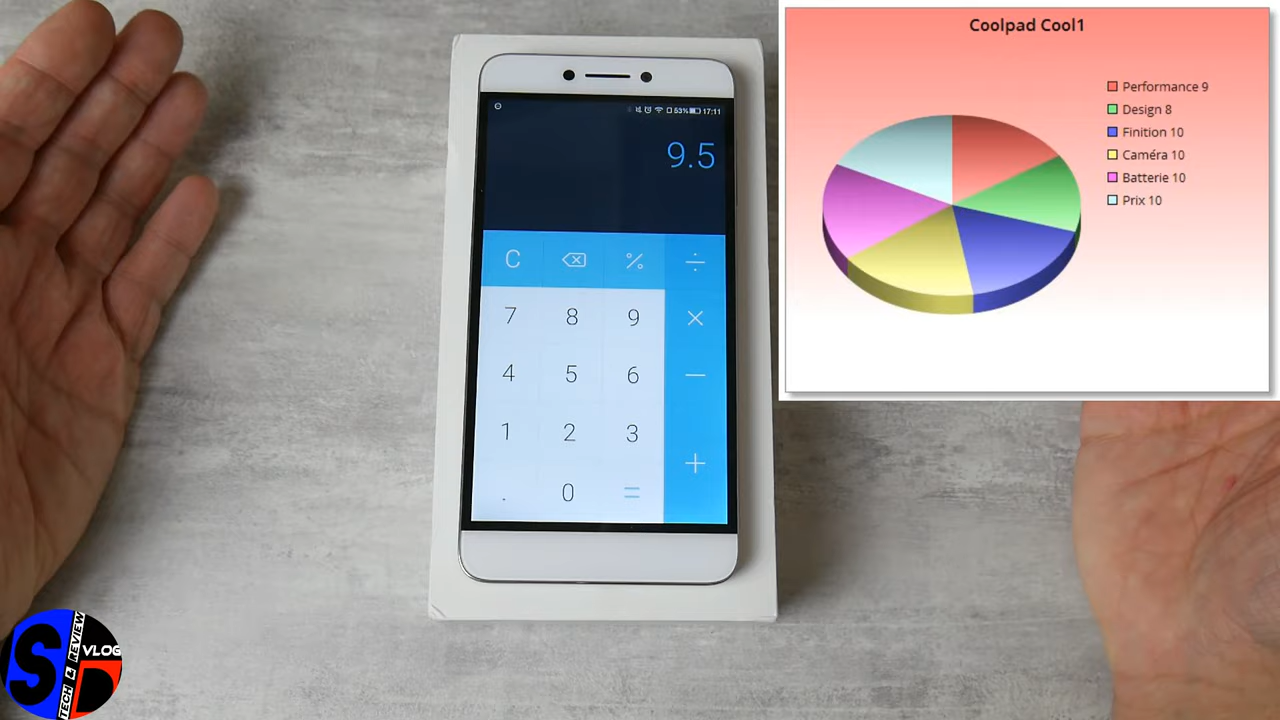 Coolpad Cool1
Performance 9
Design 8
Finition 10
Caméra 10
Batterie 10
Prix 10
53% 17:11
9.5
C % ÷
7 8 9 ×
4 5 6 −
1 2 3 +
. 0 =
SD
TECH & REVIEW
VLOG